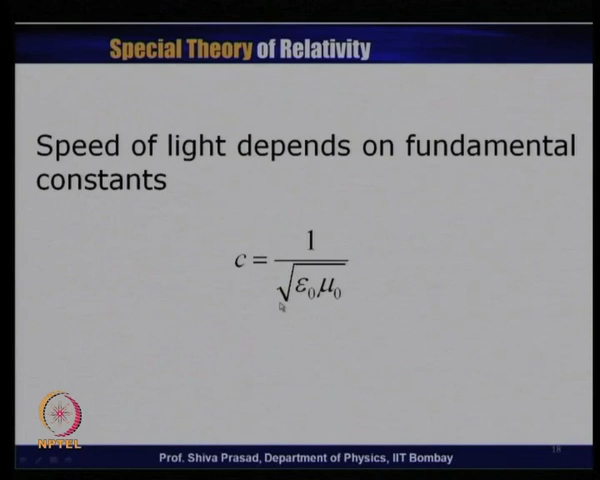 Special Theory of Relativity
Speed of light depends on fundamental
constants
c = 1 / √ε₀μ₀
NPTEL
Prof. Shiva Prasad, Department of Physics, IIT Bombay
18